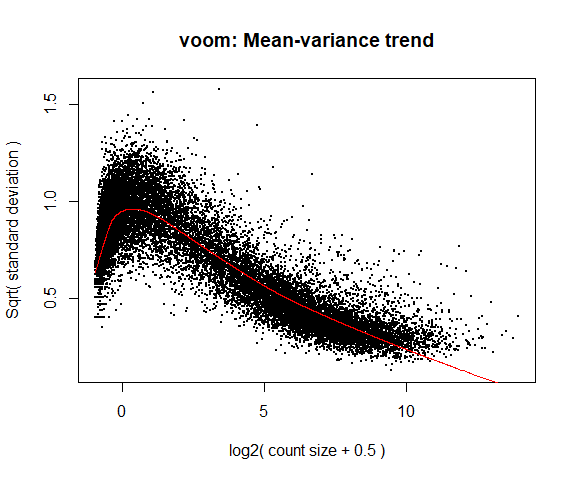 voom: Mean-variance trend
Sqrt( standard deviation )
1.5
1.0
0.5
0
5
10
log2( count size + 0.5 )